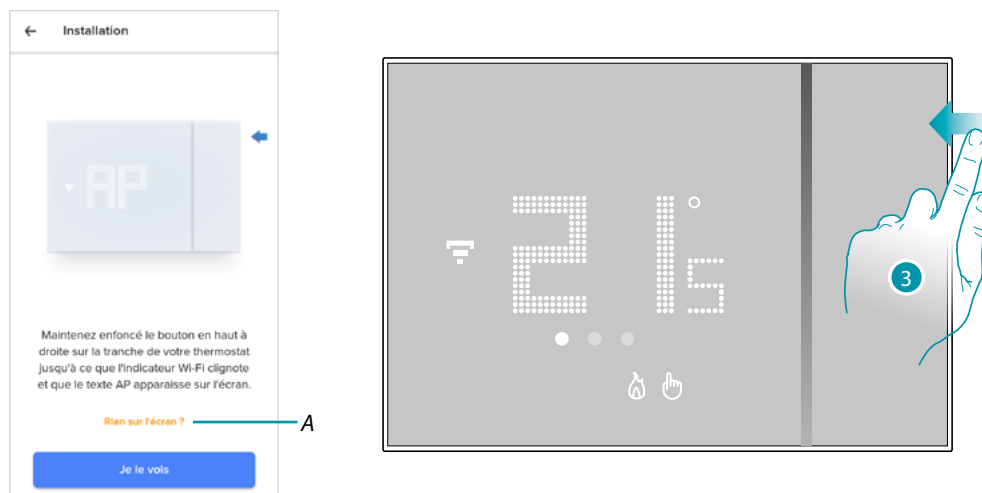 Installation
AP
Maintenez enfoncé le bouton en haut à
droite sur la tranche de votre thermostat
jusqu'à ce que l'indicateur Wi-Fi clignote
et que le texte AP apparaisse sur l'écran.
Rien sur l'écran ?
A
Je le vois
21°5
3